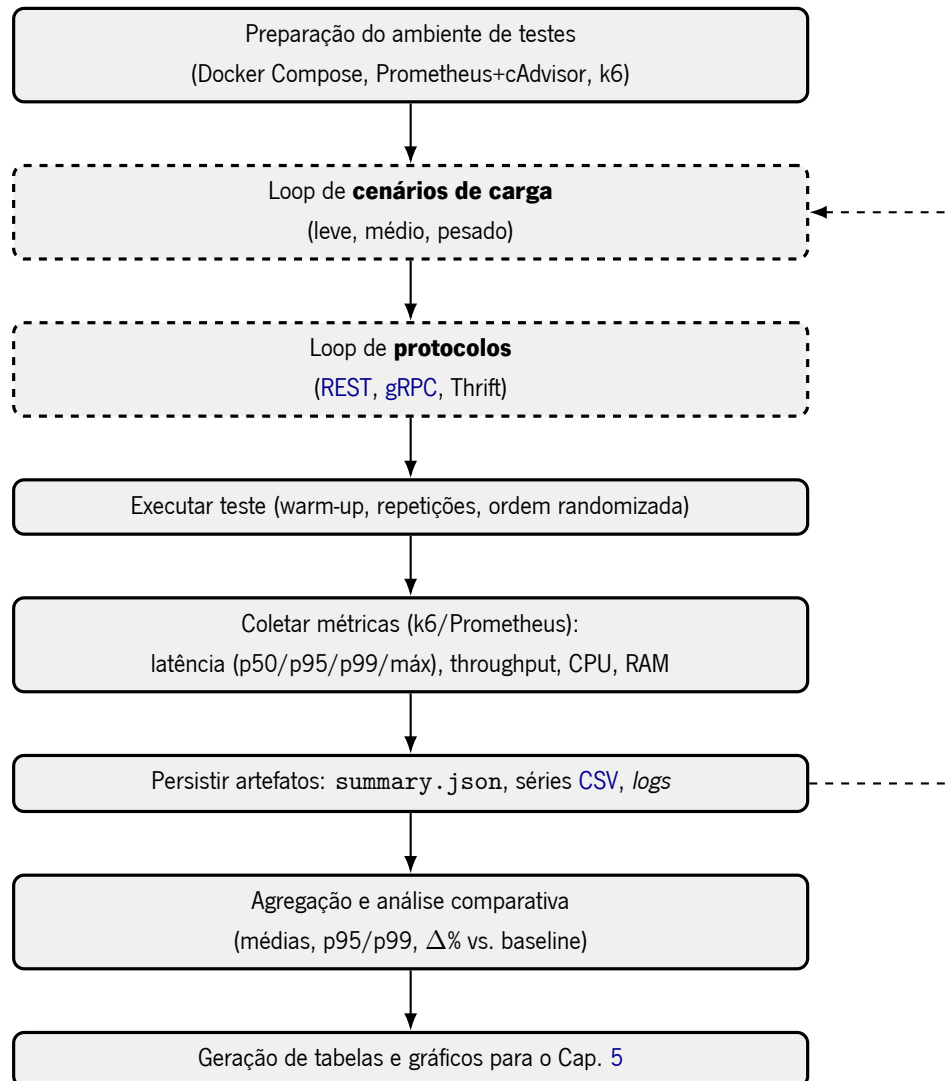 Preparação do ambiente de testes
(Docker Compose, Prometheus+cAdvisor, k6)
Loop de cenários de carga
(leve, médio, pesado)
Loop de protocolos
(REST, gRPC, Thrift)
Executar teste (warm-up, repetições, ordem randomizada)
Coletar métricas (k6/Prometheus):
latência (p50/p95/p99/máx), throughput, CPU, RAM
Persistir artefatos: summary.json, séries CSV, logs
Agregação e análise comparativa
(médias, p95/p99, Δ% vs. baseline)
Geração de tabelas e gráficos para o Cap. 5